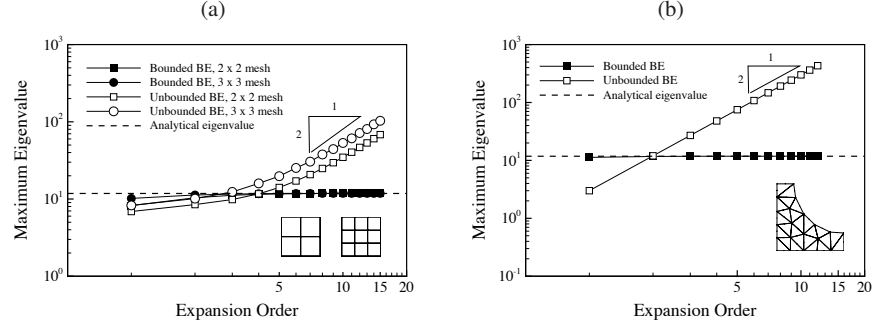 (a)
10³
10²
10¹
10⁰
Maximum Eigenvalue
Bounded BE, 2 x 2 mesh
Bounded BE, 3 x 3 mesh
Unbounded BE, 2 x 2 mesh
Unbounded BE, 3 x 3 mesh
Analytical eigenvalue
1
2
5
10
15
20
Expansion Order
(b)
10³
10²
10¹
10⁰
10⁻¹
Maximum Eigenvalue
Bounded BE
Unbounded BE
Analytical eigenvalue
1
2
5
10
15
20
Expansion Order